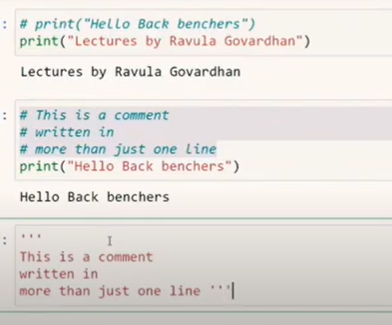 : # print("Hello Back benchers")
print("Lectures by Ravula Govardhan")
Lectures by Ravula Govardhan
: # This is a comment
# written in
# more than just one line
print("Hello Back benchers")
Hello Back benchers
: '''
This is a comment
written in
more than just one line '''